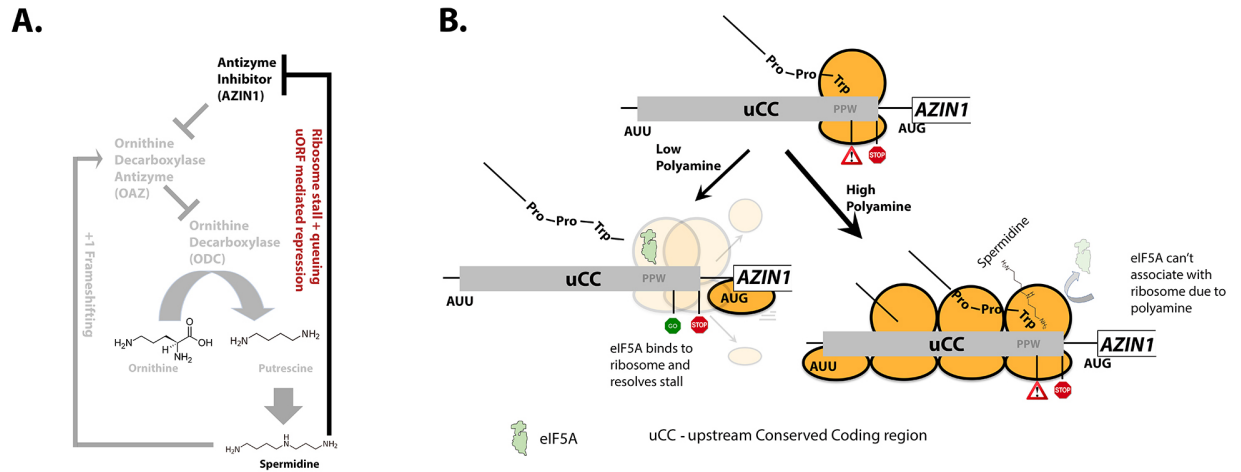 A.
Antizyme
Inhibitor
(AZIN1)
Ornithine
Decarboxylase
Antizyme
(OAZ)
Ornithine
Decarboxylase
(ODC)
Ribosome stall + queuing
uORF mediated repression
+1 Frameshifting
H₂N
O
OH
H
NH₂
Ornithine
H₂N
NH₂
Putrescine
H₂N
H
N
NH₂
Spermidine
B.
Pro-Pro-Trp
uCC
PPW
AZIN1
AUU
AUG
STOP
Low
Polyamine
High
Polyamine
Pro-Pro-Trp
uCC
PPW
AZIN1
AUU
AUG
GO
STOP
eIF5A binds to
ribosome and
resolves stall
Spermidine
H₂N
NH₂
Pro-Pro-Trp
eIF5A can't
associate with
ribosome due to
polyamine
uCC
PPW
AZIN1
AUU
AUG
STOP
eIF5A
uCC - upstream Conserved Coding region